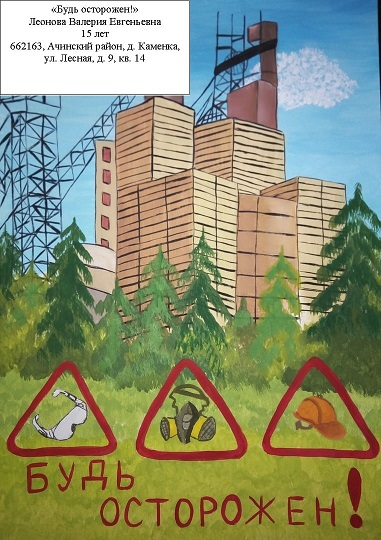 «Будь осторожен!»
Леонова Валерия Евгеньевна
15 лет
662163, Ачинский район, д. Каменка,
ул. Лесная, д. 9, кв. 14
БУДЬ
ОСТОРОЖЕН!